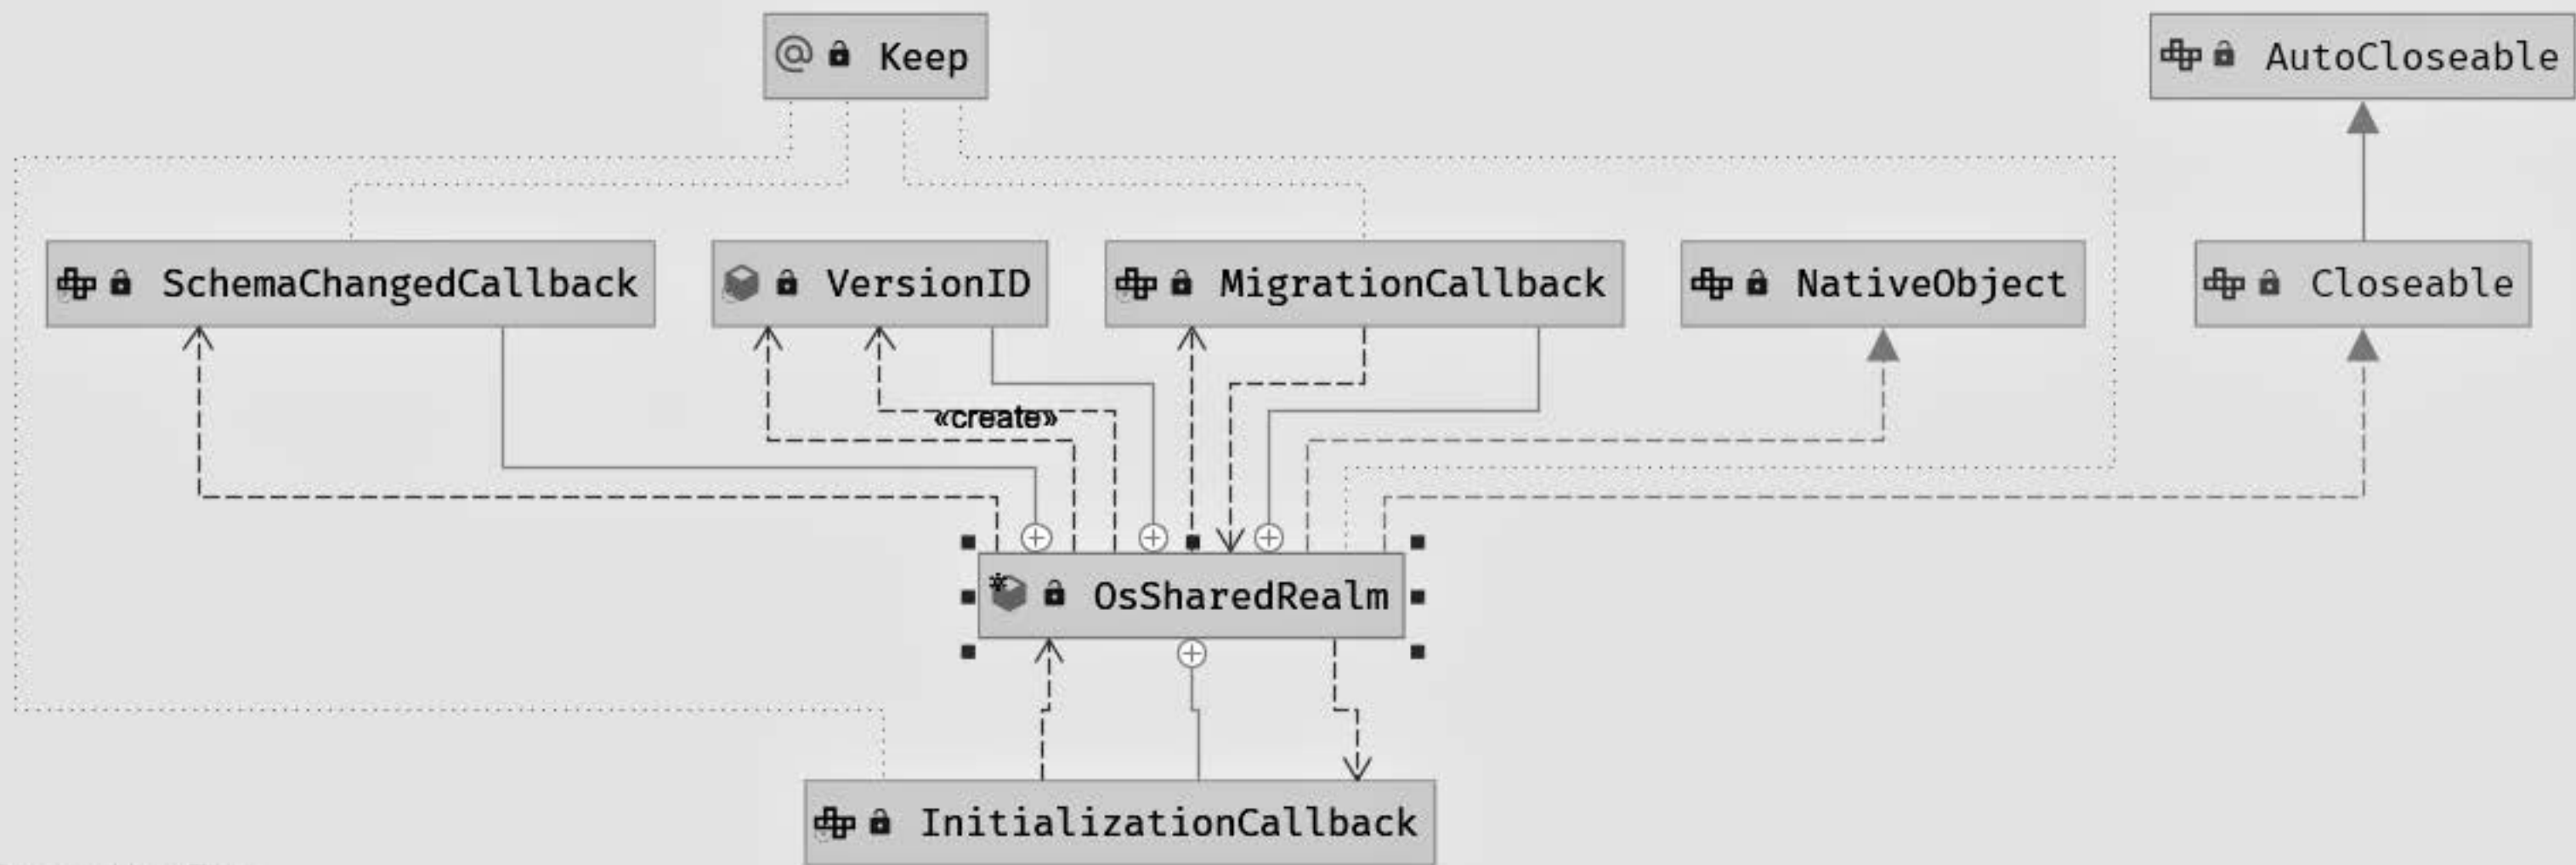 @ Keep
AutoCloseable
SchemaChangedCallback
VersionID
MigrationCallback
NativeObject
Closeable
«create»
OsSharedRealm
InitializationCallback